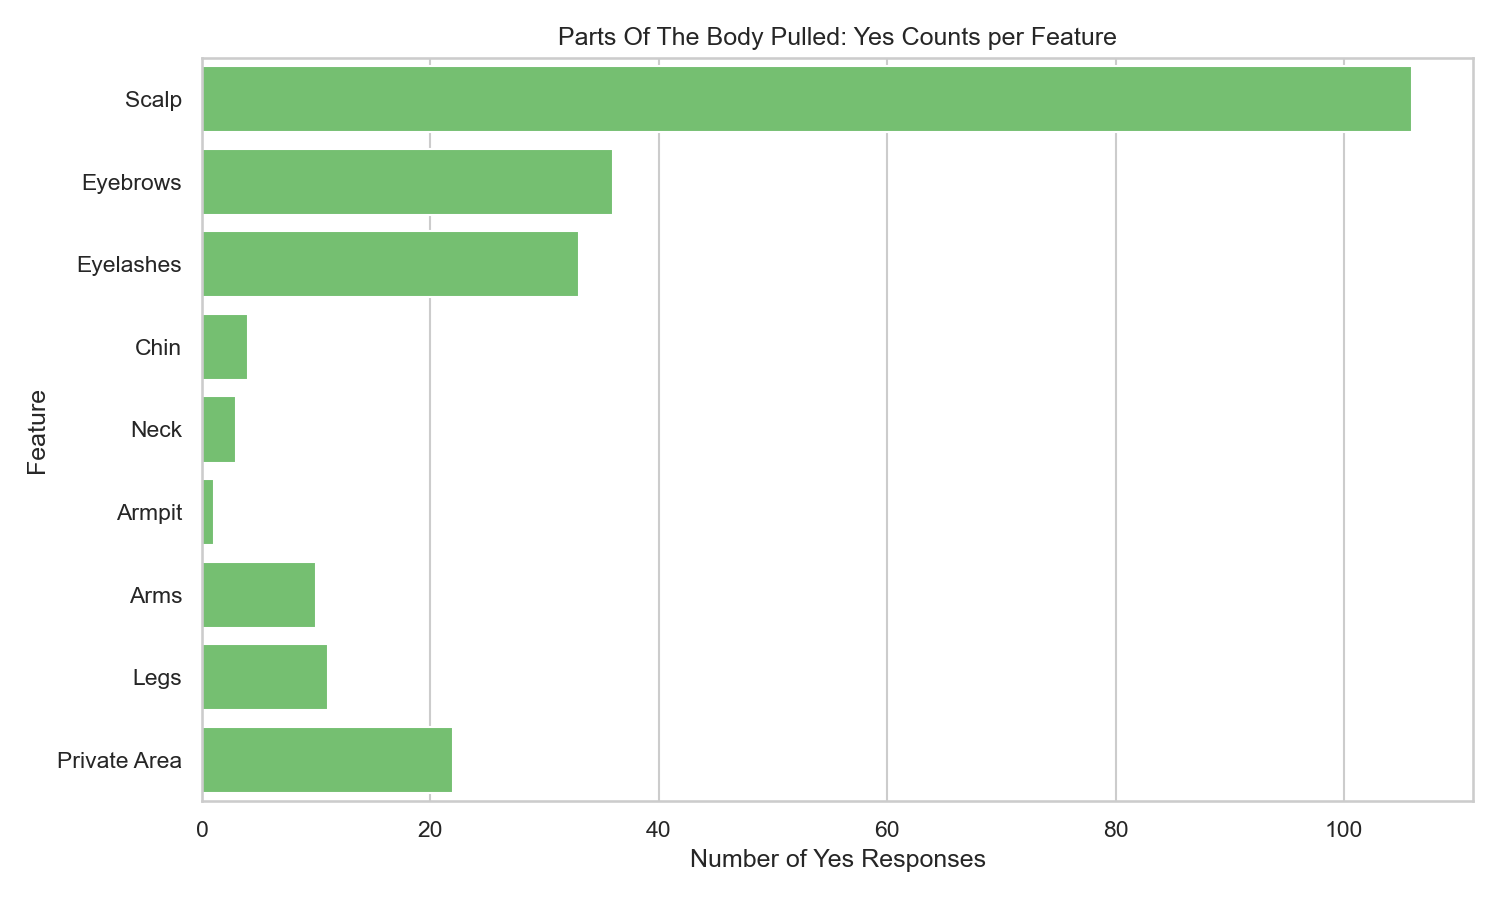 Parts Of The Body Pulled: Yes Counts per Feature
Scalp
Eyebrows
Eyelashes
Chin
Neck
Armpit
Arms
Legs
Private Area
Feature
0 20 40 60 80 100
Number of Yes Responses